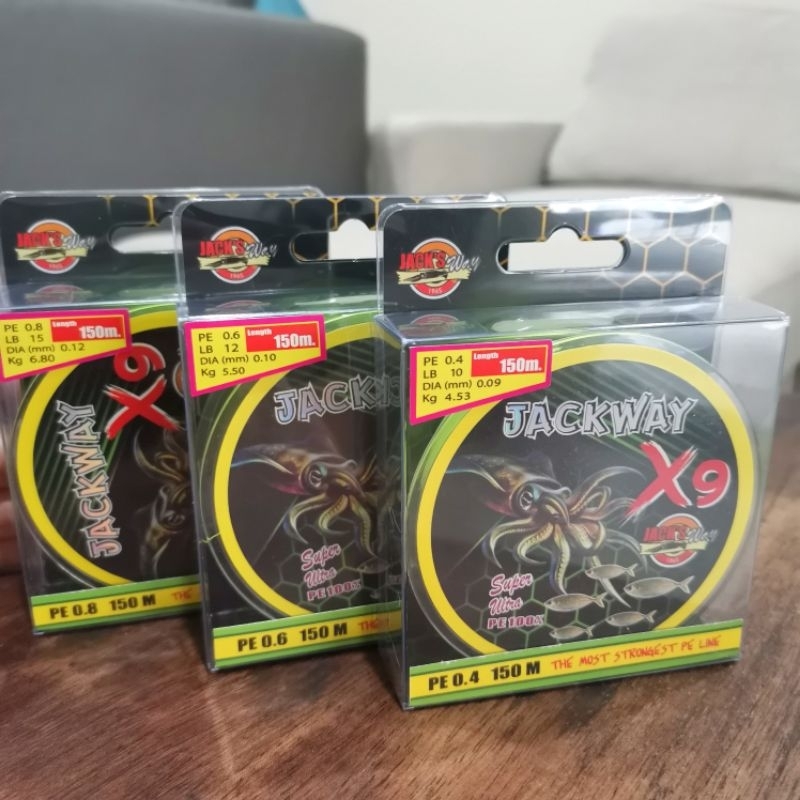 JACK'S Way
PE 0.8 Length
LB 15 150m.
DIA (mm) 0.12
Kg 6.80
JACKWAY
X9
PE 0.8 150 M
JACK'S Way
PE 0.6 Length
LB 12 150m.
DIA (mm) 0.10
Kg 5.50
JACK
Super
Ultra
PE 100%
PE 0.6 150 M
JACK'S Way
1965
PE 0.4 Length
LB 10 150m.
DIA (mm) 0.09
Kg 4.53
JACKWAY
X9
JACK'S Way
Super
Ultra
PE 100%
PE 0.4 150 M THE MOST STRONGEST PE LINE